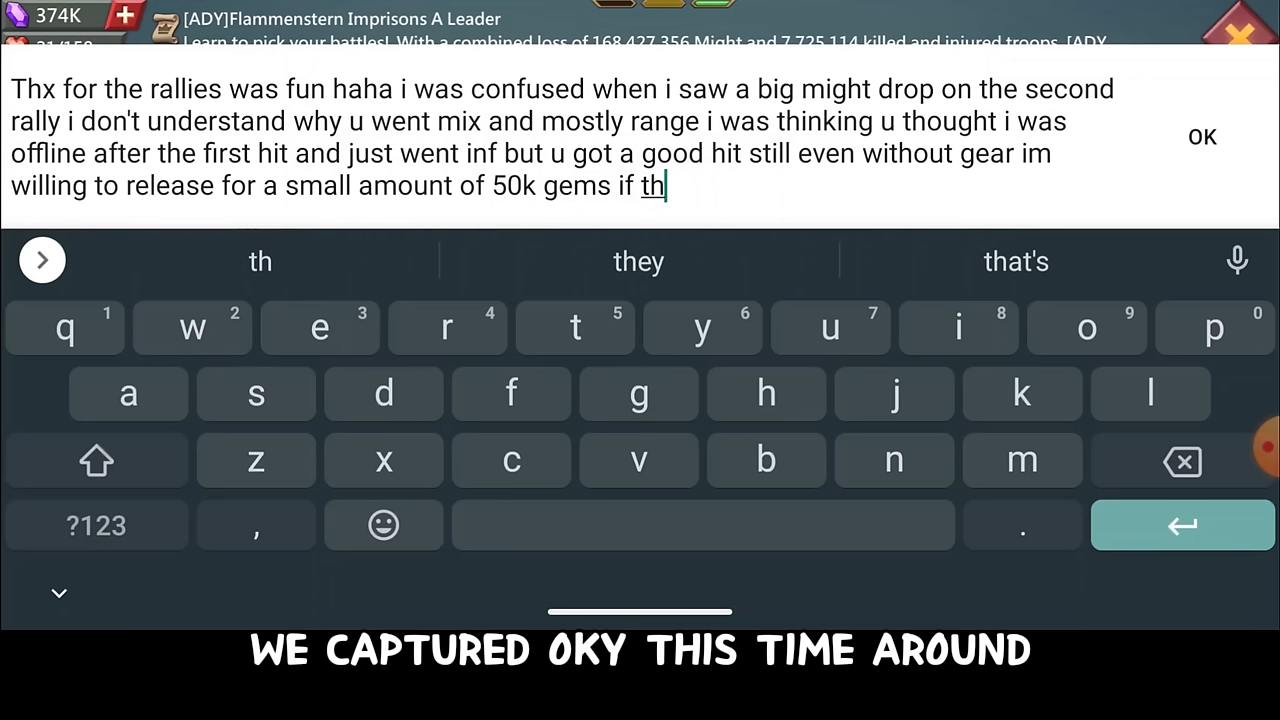 374K
[ADY]Flammenstern Imprisons A Leader
Learn to pick your battles!. With a combined loss of 168,427,356 Might and 7,725,114 killed and injured troops, [ADY
Thx for the rallies was fun haha i was confused when i saw a big might drop on the second
rally i don't understand why u went mix and mostly range i was thinking u thought i was
offline after the first hit and just went inf but u got a good hit still even without gear im
willing to release for a small amount of 50k gems if th
OK
th they that's
q 1 w 2 e 3 r 4 t 5 y 6 u 7 i 8 o 9 p 0
a s d f g h j k l
z x c v b n m
?123 , .
WE CAPTURED OKY THIS TIME AROUND